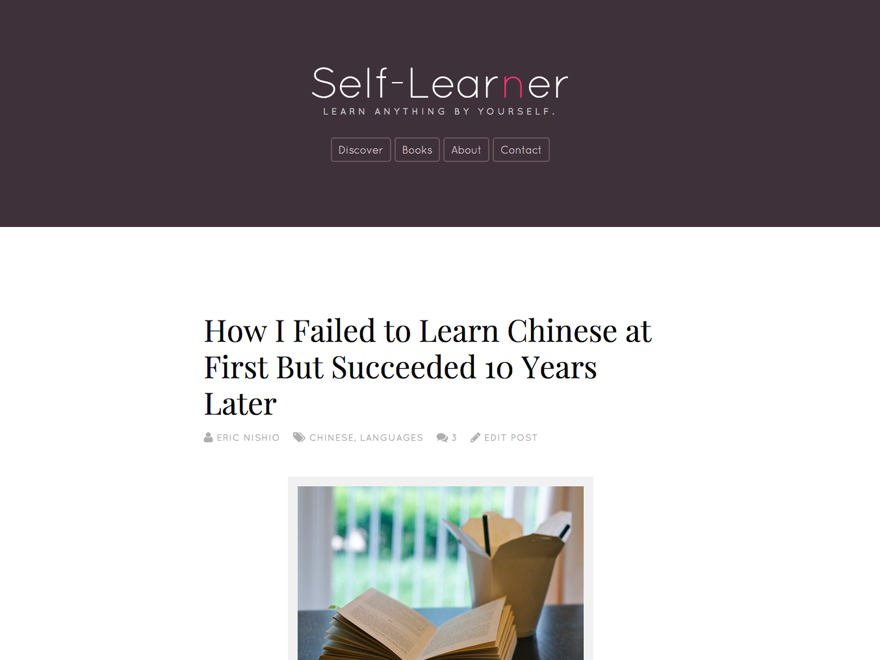 Self-Learner
LEARN ANYTHING BY YOURSELF.
Discover Books About Contact
How I Failed to Learn Chinese at
First But Succeeded 10 Years
Later
ERIC NISHIO CHINESE, LANGUAGES 3 EDIT POST